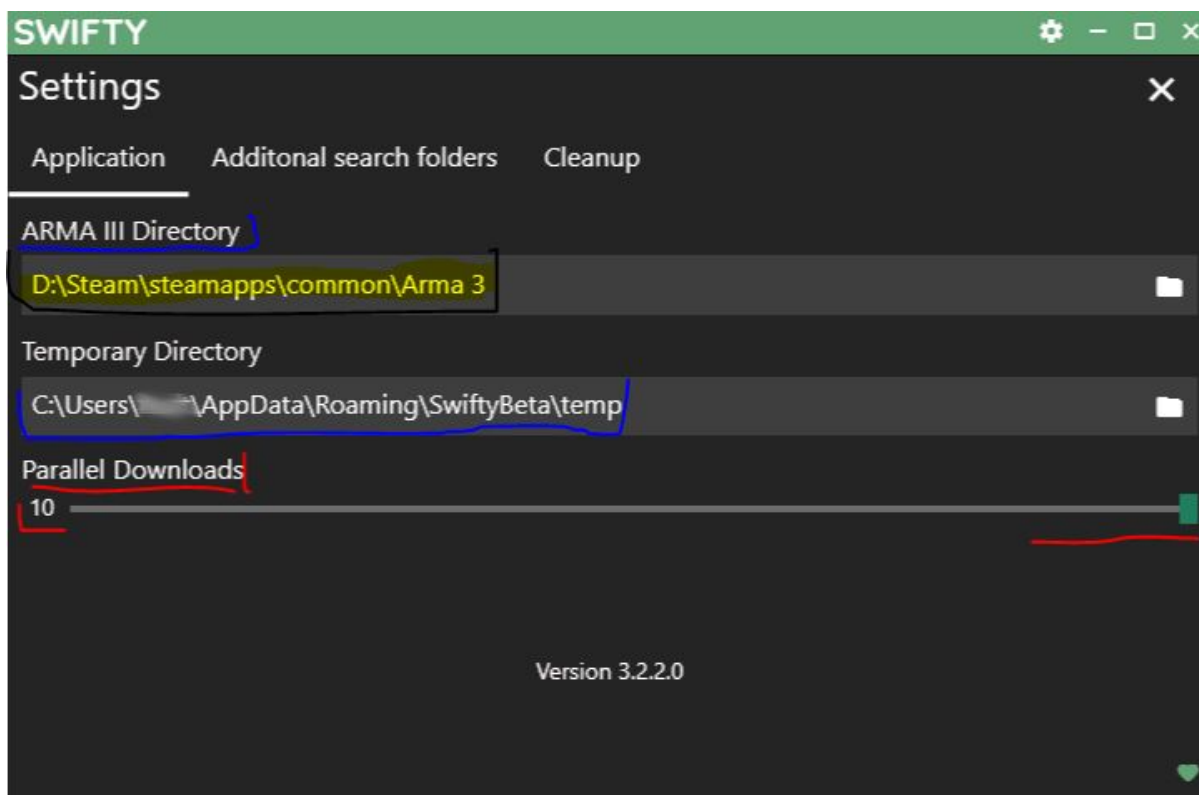 SWIFTY
Settings
Application Additonal search folders Cleanup
ARMA III Directory
D:\Steam\steamapps\common\Arma 3
Temporary Directory
C:\Users\ \AppData\Roaming\SwiftyBeta\temp
Parallel Downloads
10
Version 3.2.2.0